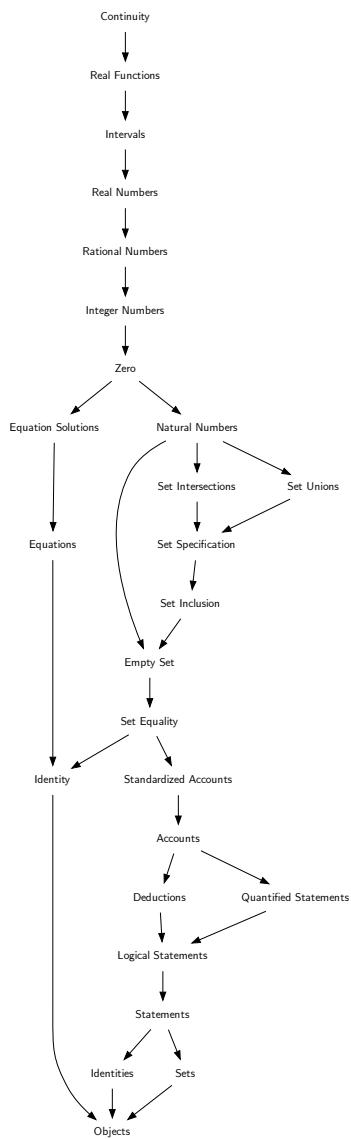 Continuity
Real Functions
Intervals
Real Numbers
Rational Numbers
Integer Numbers
Zero
Equation Solutions
Natural Numbers
Set Intersections
Set Unions
Equations
Set Specification
Set Inclusion
Empty Set
Set Equality
Identity
Standardized Accounts
Accounts
Deductions
Quantified Statements
Logical Statements
Statements
Identities
Sets
Objects